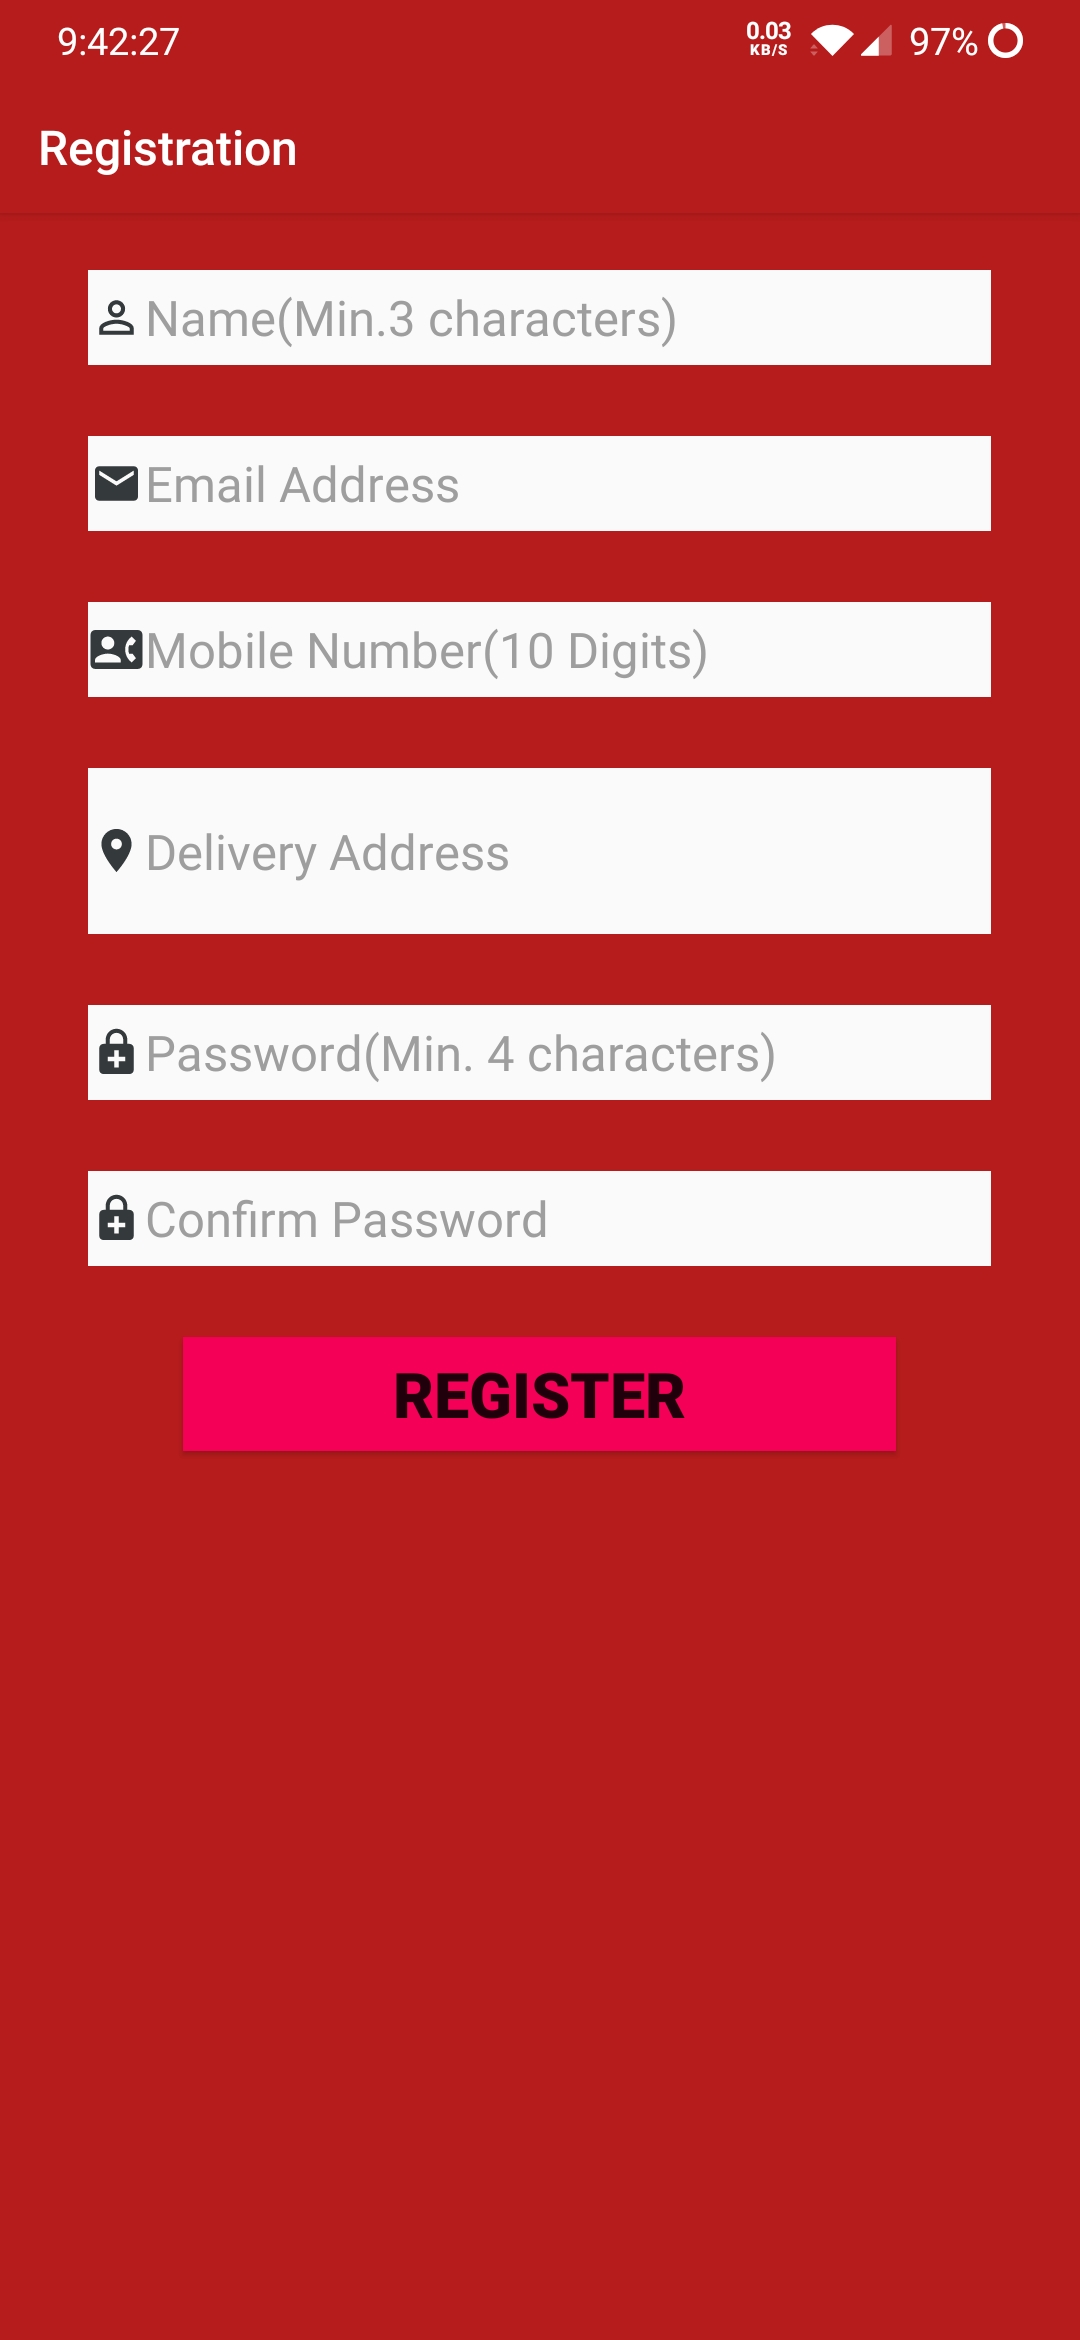 9:42:27
0.03
KB/S
97%
Registration
Name(Min.3 characters)
Email Address
Mobile Number(10 Digits)
Delivery Address
Password(Min. 4 characters)
Confirm Password
REGISTER